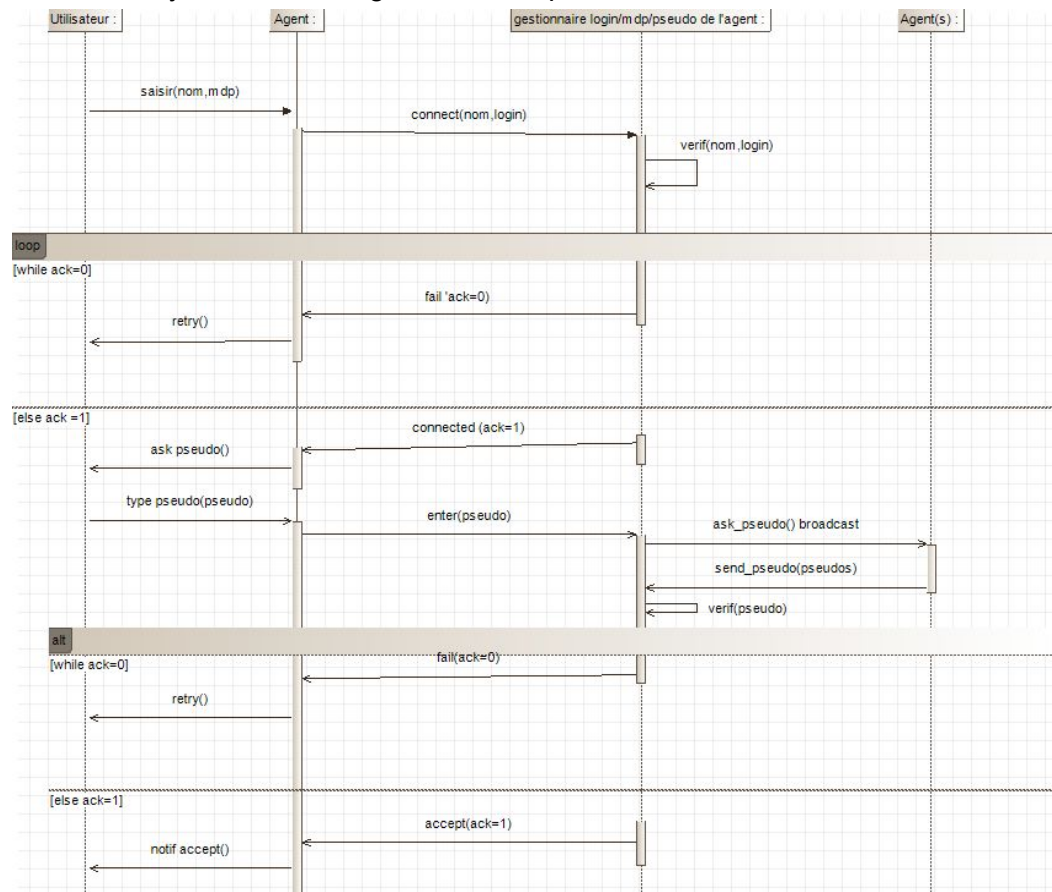 Utilisateur :
Agent :
gestionnaire login/mdp/pseudo de l'agent :
Agent(s) :
saisir(nom,mdp)
connect(nom,login)
verif(nom,login)
loop
[while ack=0]
fail 'ack=0)
retry()
[else ack =1]
connected (ack=1)
ask pseudo()
type pseudo(pseudo)
enter(pseudo)
ask_pseudo() broadcast
send_pseudo(pseudos)
verif(pseudo)
alt
[while ack=0]
fail(ack=0)
retry()
[else ack=1]
accept(ack=1)
notif accept()